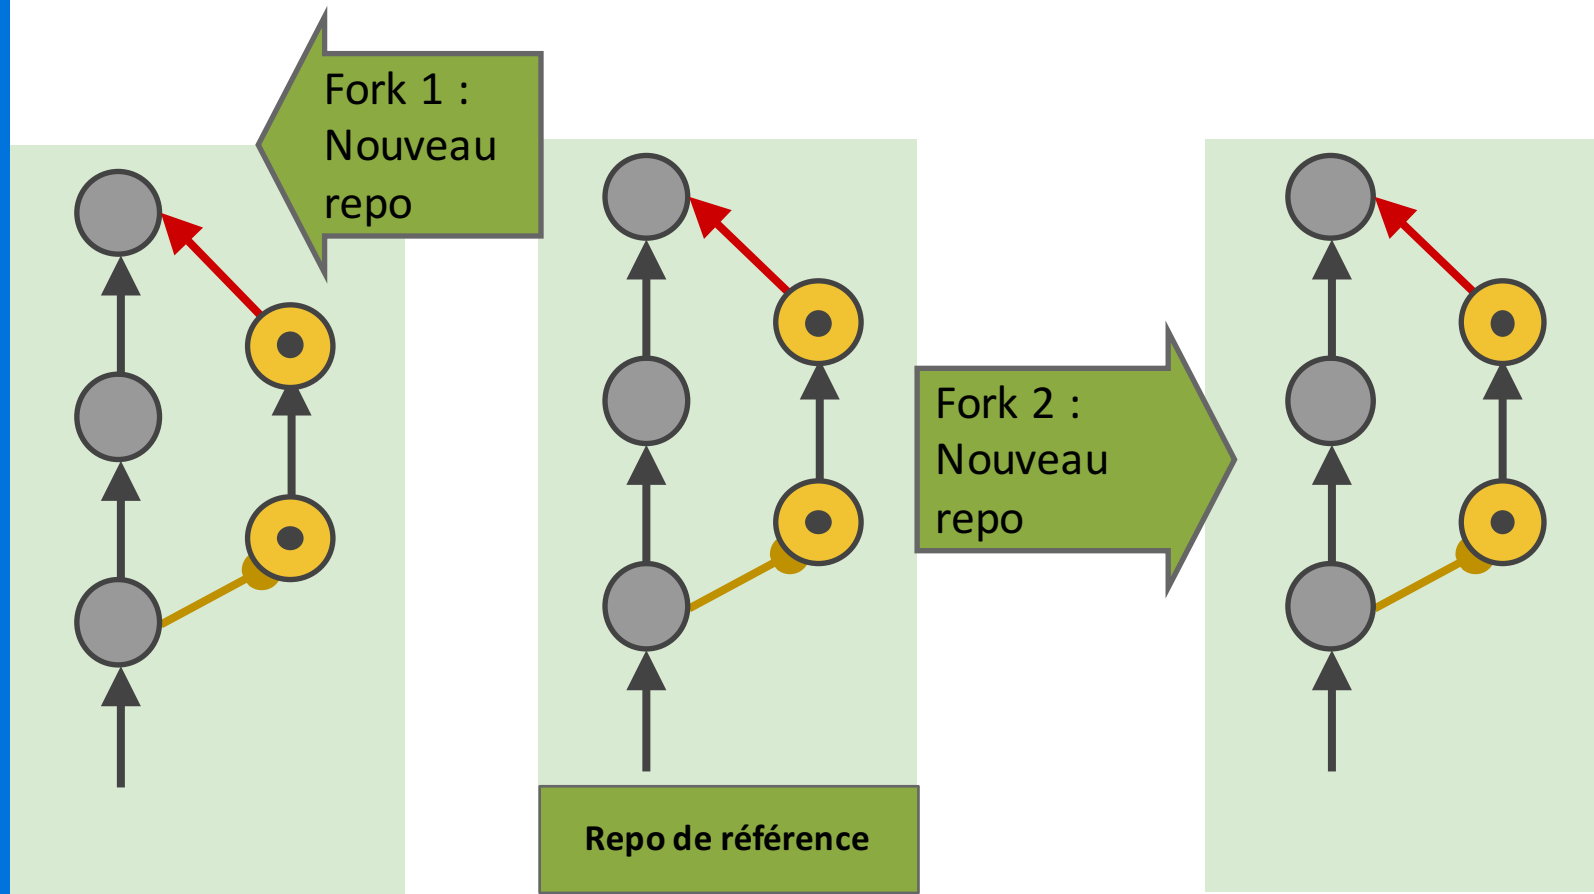 Fork 1 :
Nouveau
repo
Fork 2 :
Nouveau
repo
Repo de référence